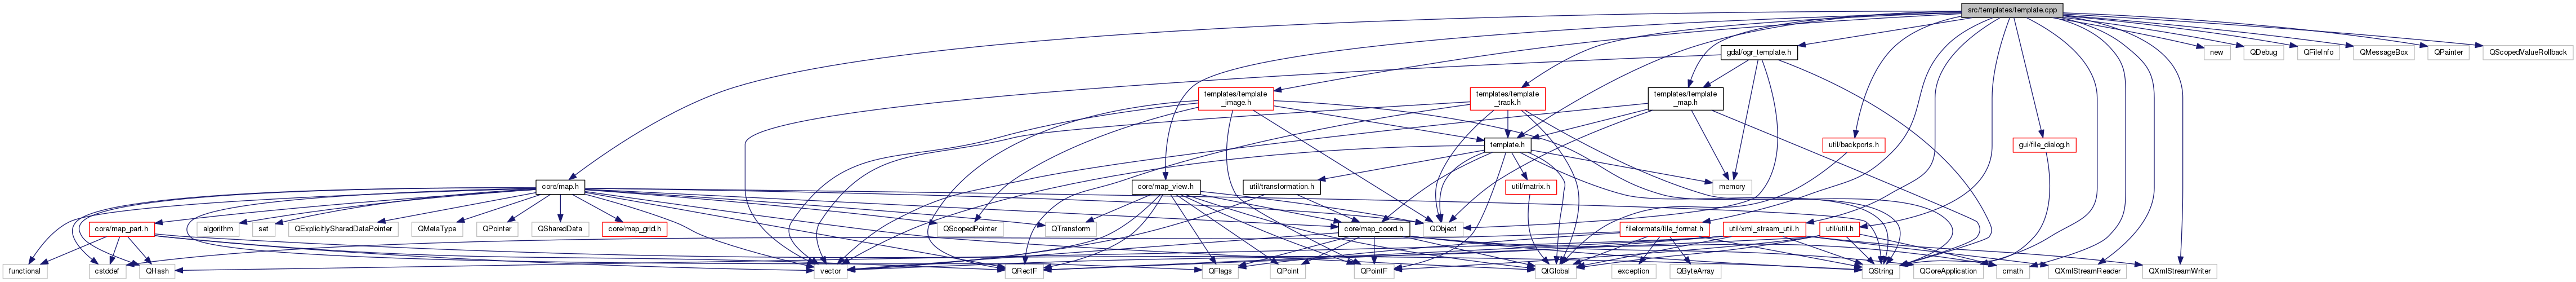 src/templates/template.cpp
gdal/ogr_template.h
new
QDebug
QFileInfo
QMessageBox
QPainter
QScopedValueRollback
templates/template
_image.h
templates/template
_track.h
templates/template
_map.h
template.h
util/backports.h
gui/file_dialog.h
core/map.h
core/map_view.h
util/transformation.h
util/matrix.h
memory
core/map_part.h
algorithm
set
QExplicitlySharedDataPointer
QMetaType
QPointer
QSharedData
core/map_grid.h
QScopedPointer
QTransform
core/map_coord.h
QObject
fileformats/file_format.h
util/xml_stream_util.h
util/util.h
functional
cstddef
QHash
vector
QRectF
QFlags
QPoint
QPointF
QtGlobal
exception
QByteArray
QString
QCoreApplication
cmath
QXmlStreamReader
QXmlStreamWriter